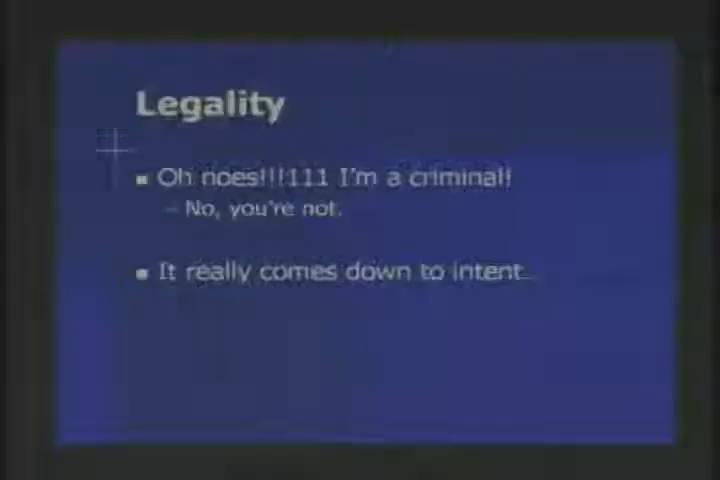 Legality
▪ Oh noes!!!111 I'm a criminal!
– No, you're not.
▪ It really comes down to intent.